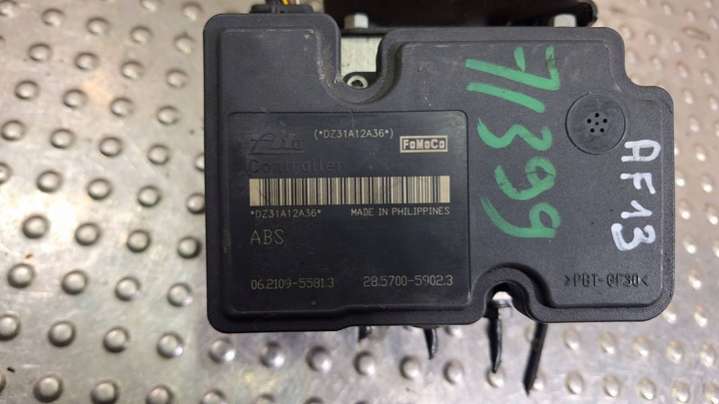 (*DZ31A12A36*)
FoMoCo
Controller
*DZ31A12A36* MADE IN PHILIPPINES
ABS
06.2109-5581.3 28.5700-5902.3
71399
AF13
>PBT-GF30<